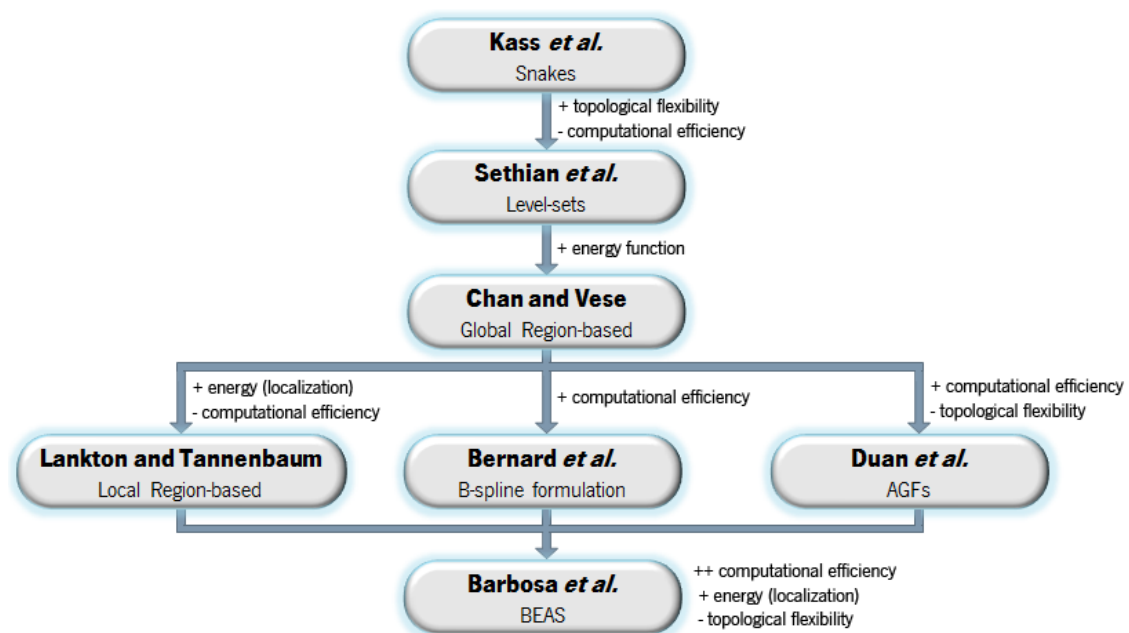 Kass et al.
Snakes
+ topological flexibility
- computational efficiency
Sethian et al.
Level-sets
+ energy function
Chan and Vese
Global Region-based
+ energy (localization)
- computational efficiency
+ computational efficiency
+ computational efficiency
- topological flexibility
Lankton and Tannenbaum
Local Region-based
Bernard et al.
B-spline formulation
Duan et al.
AGFs
Barbosa et al.
BEAS
++ computational efficiency
+ energy (localization)
- topological flexibility